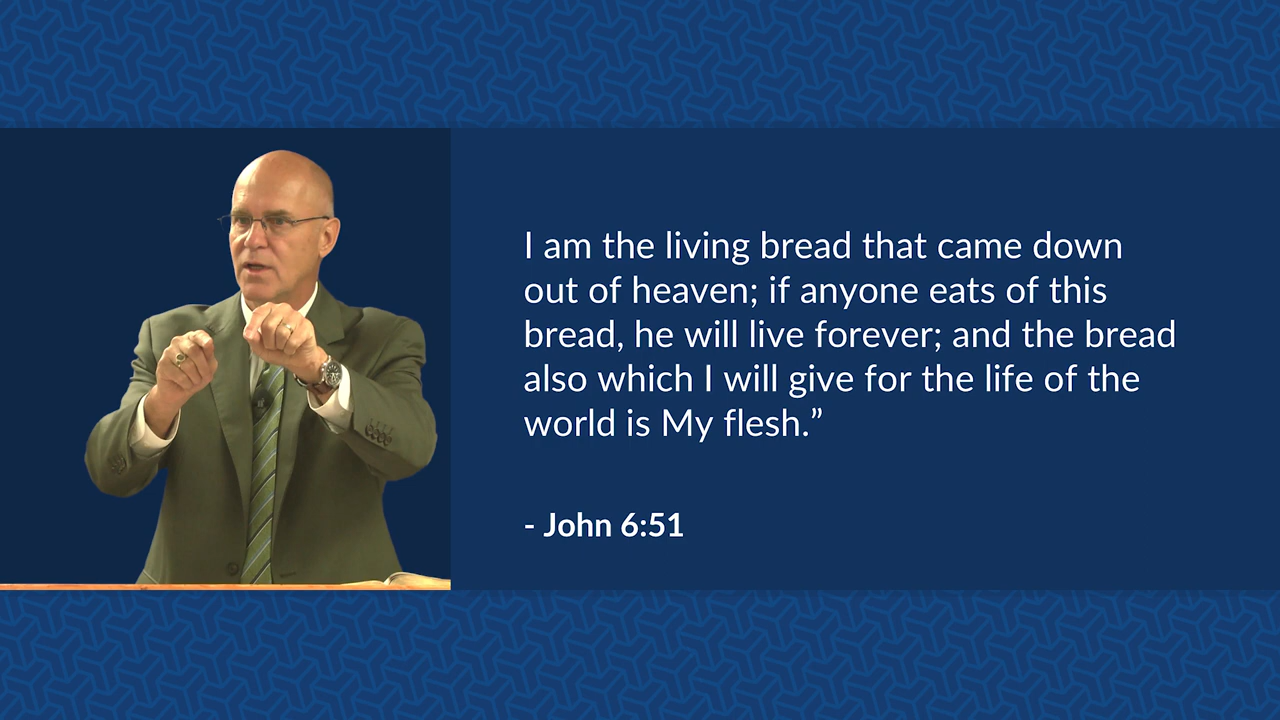 I am the living bread that came down
out of heaven; if anyone eats of this
bread, he will live forever; and the bread
also which I will give for the life of the
world is My flesh.”
- John 6:51